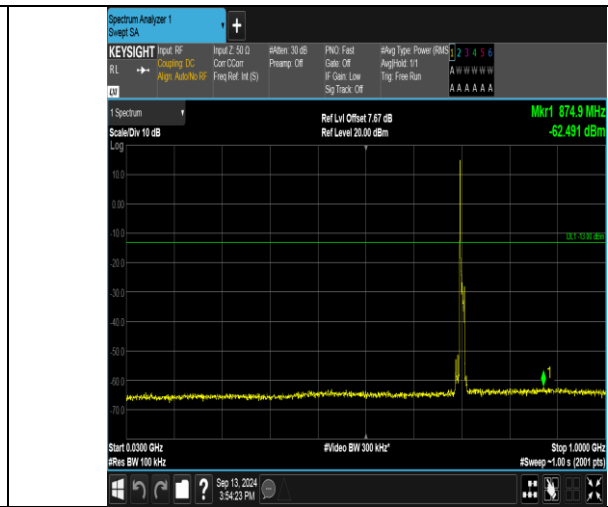 Spectrum Analyzer 1
Swept SA
+
KEYSIGHT Input: RF Input Z: 50 Ω #Atten: 30 dB PNO: Fast #Avg Type: Power (RMS 1 2 3 4 5 6
RL Coupling: DC Corr CCorr Preamp: Off Gate: Off Avg|Hold: 1/1 A W W W W W
Align: Auto/No RF Freq Ref: Int (S) IF Gain: Low Trig: Free Run
Sig Track: Off A A A A A A
1 Spectrum Ref Lvl Offset 7.67 dB Mkr1 874.9 MHz
Scale/Div 10 dB Ref Level 20.00 dBm -62.491 dBm
Log
10.0
0.00
-10.0
DL1 -13.00 dBm
-20.0
-30.0
-40.0
-50.0
-60.0
1
-70.0
Start 0.0300 GHz #Video BW 300 kHz* Stop 1.0000 GHz
#Res BW 100 kHz #Sweep ~1.00 s (2001 pts)
? Sep 13, 2024
3:54:23 PM